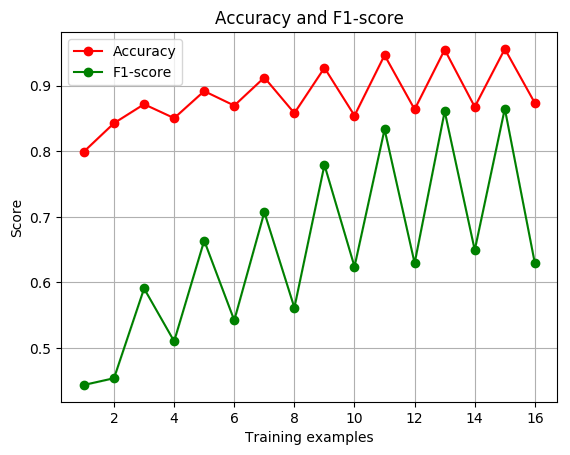 Accuracy and F1-score
Accuracy
F1-score
Score
0.9
0.8
0.7
0.6
0.5
2 4 6 8 10 12 14 16
Training examples